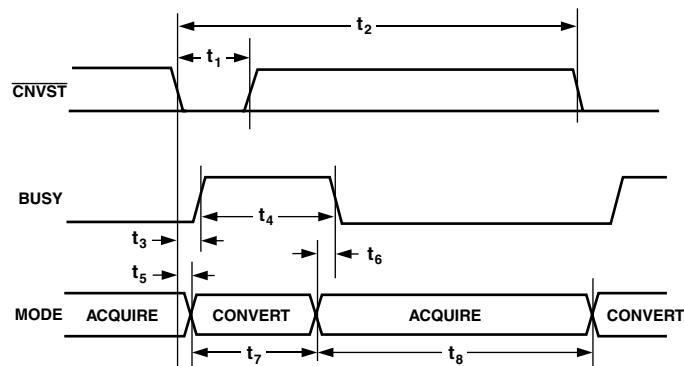 t2
t1
CNVST
BUSY
t4
t3
t6
t5
MODE ACQUIRE CONVERT ACQUIRE CONVERT
t7 t8